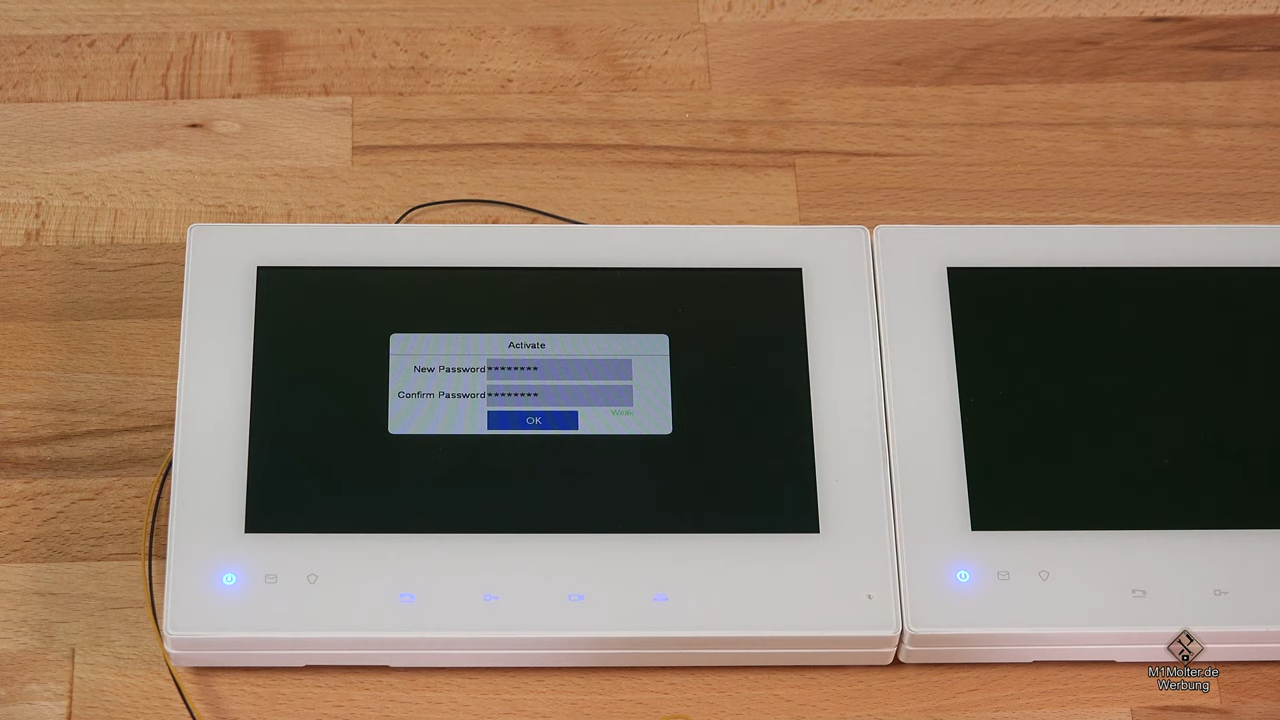 Activate
New Password ********
Confirm Password ********
Weak
OK
M1Molter.de
Werbung